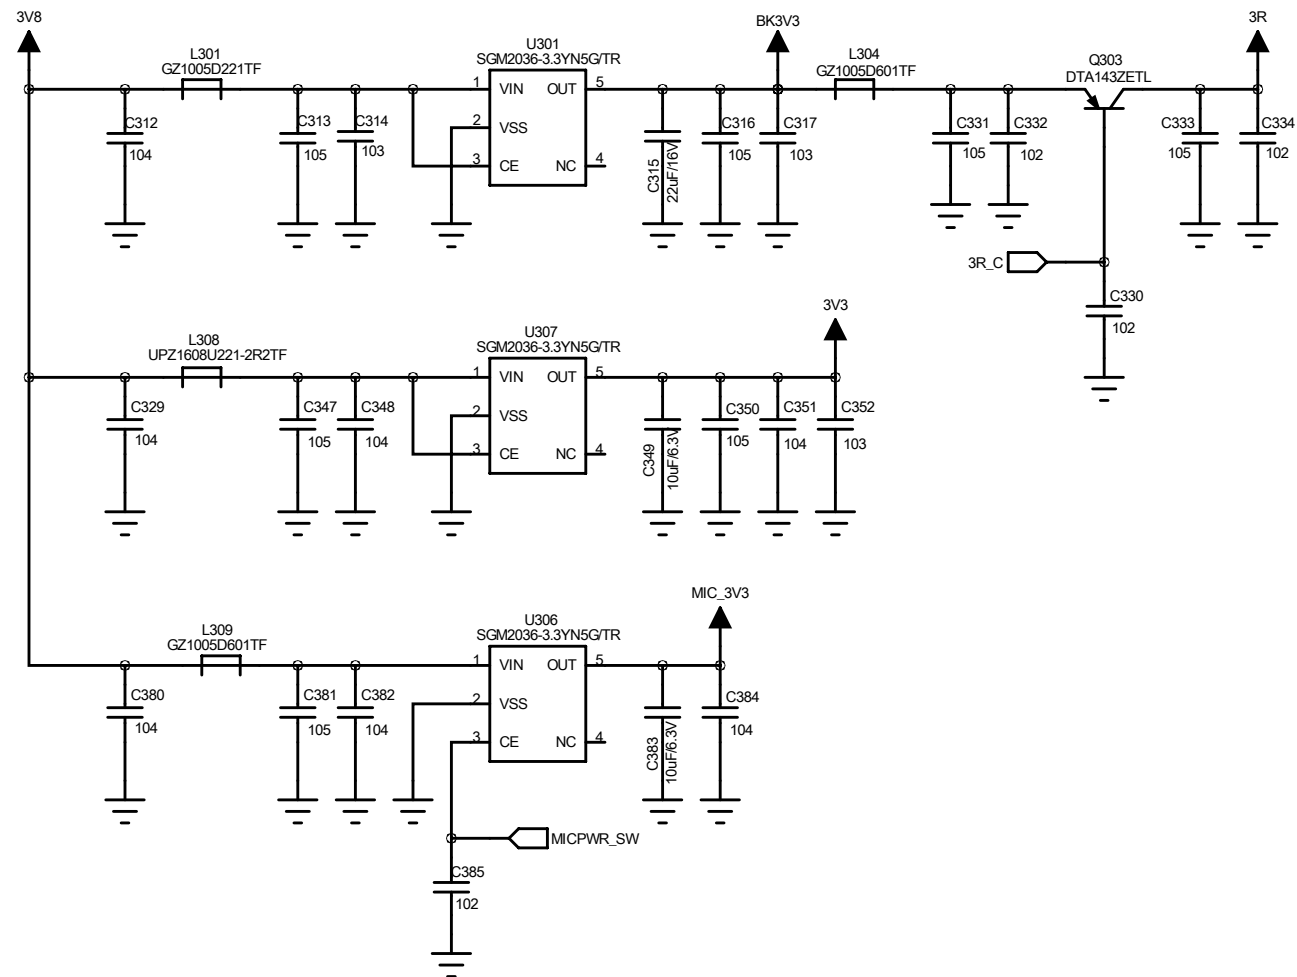 3V8
BK3V3
3R
L301
GZ1005D221TF
U301
SGM2036-3.3YN5G/TR
L304
GZ1005D601TF
Q303
DTA143ZETL
1
VIN
OUT
5
2
VSS
3
CE
NC
4
C312
104
C313
105
C314
103
C315
22uF/16V
C316
105
C317
103
C331
105
C332
102
C333
105
C334
102
3R_C
C330
102
3V3
L308
UPZ1608U221-2R2TF
U307
SGM2036-3.3YN5G/TR
1
VIN
OUT
5
2
VSS
3
CE
NC
4
C329
104
C347
105
C348
104
C349
10uF/6.3V
C350
105
C351
104
C352
103
MIC_3V3
L309
GZ1005D601TF
U306
SGM2036-3.3YN5G/TR
1
VIN
OUT
5
2
VSS
3
CE
NC
4
C380
104
C381
105
C382
104
C383
10uF/6.3V
C384
104
MICPWR_SW
C385
102